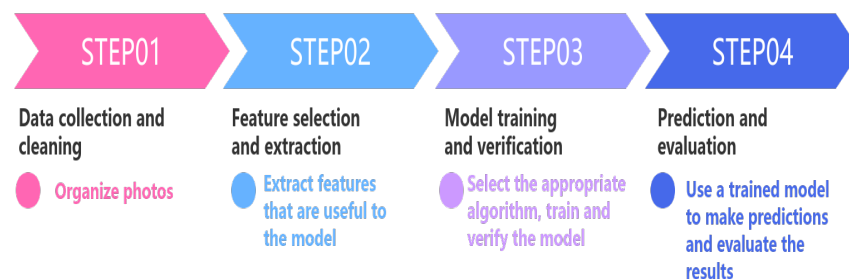 STEP01
STEP02
STEP03
STEP04
Data collection and
cleaning
Organize photos
Feature selection
and extraction
Extract features
that are useful to
the model
Model training
and verification
Select the appropriate
algorithm, train and
verify the model
Prediction and
evaluation
Use a trained model
to make predictions
and evaluate the
results